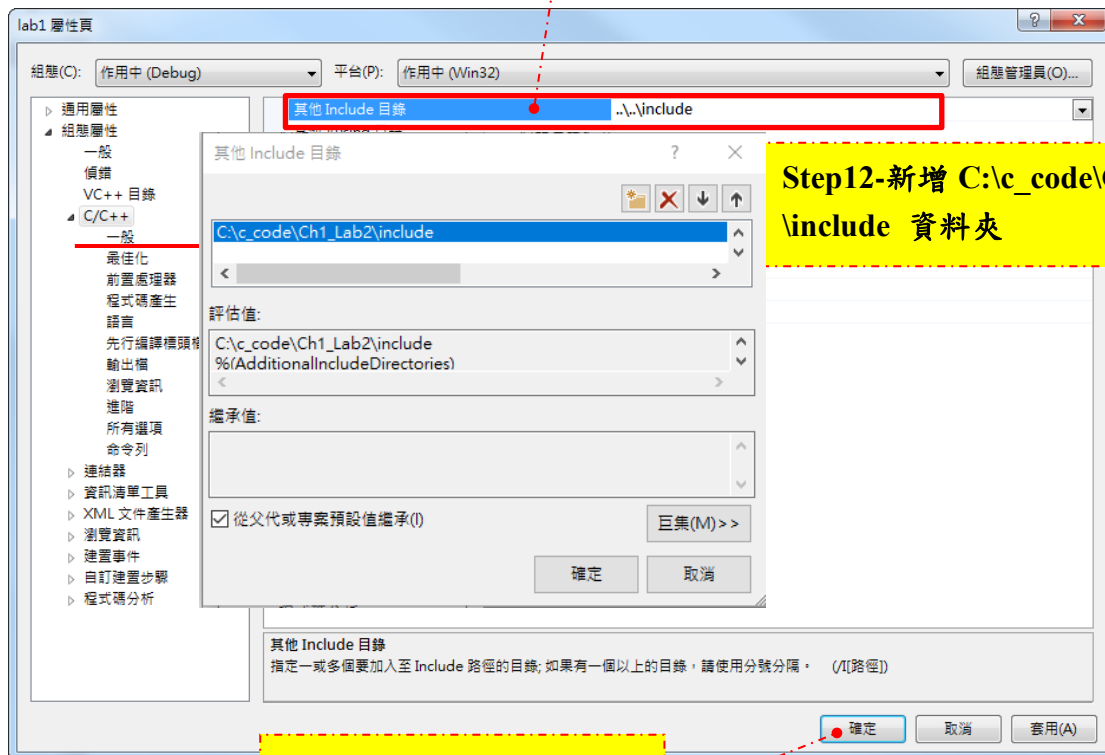 lab1 屬性頁
組態(C): 作用中 (Debug) 平台(P): 作用中 (Win32) 組態管理員(O)...
通用屬性
組態屬性
一般
偵錯
VC++ 目錄
C/C++
一般
最佳化
前置處理器
程式碼產生
語言
先行編譯標頭檔
輸出檔
瀏覽資訊
進階
所有選項
命令列
連結器
資訊清單工具
XML 文件產生器
瀏覽資訊
建置事件
自訂建置步驟
程式碼分析
其他 Include 目錄 ..\..\include
其他 Include 目錄
C:\c_code\Ch1_Lab2\include
評估值:
C:\c_code\Ch1_Lab2\include
%(AdditionalIncludeDirectories)
繼承值:
從父代或專案預設值繼承(I)
巨集(M)>>
確定 取消
Step12-新增 C:\c_code\
\include 資料夾
其他 Include 目錄
指定一或多個要加入至 Include 路徑的目錄; 如果有一個以上的目錄，請使用分號分隔。 (/I[路徑])
確定 取消 套用(A)